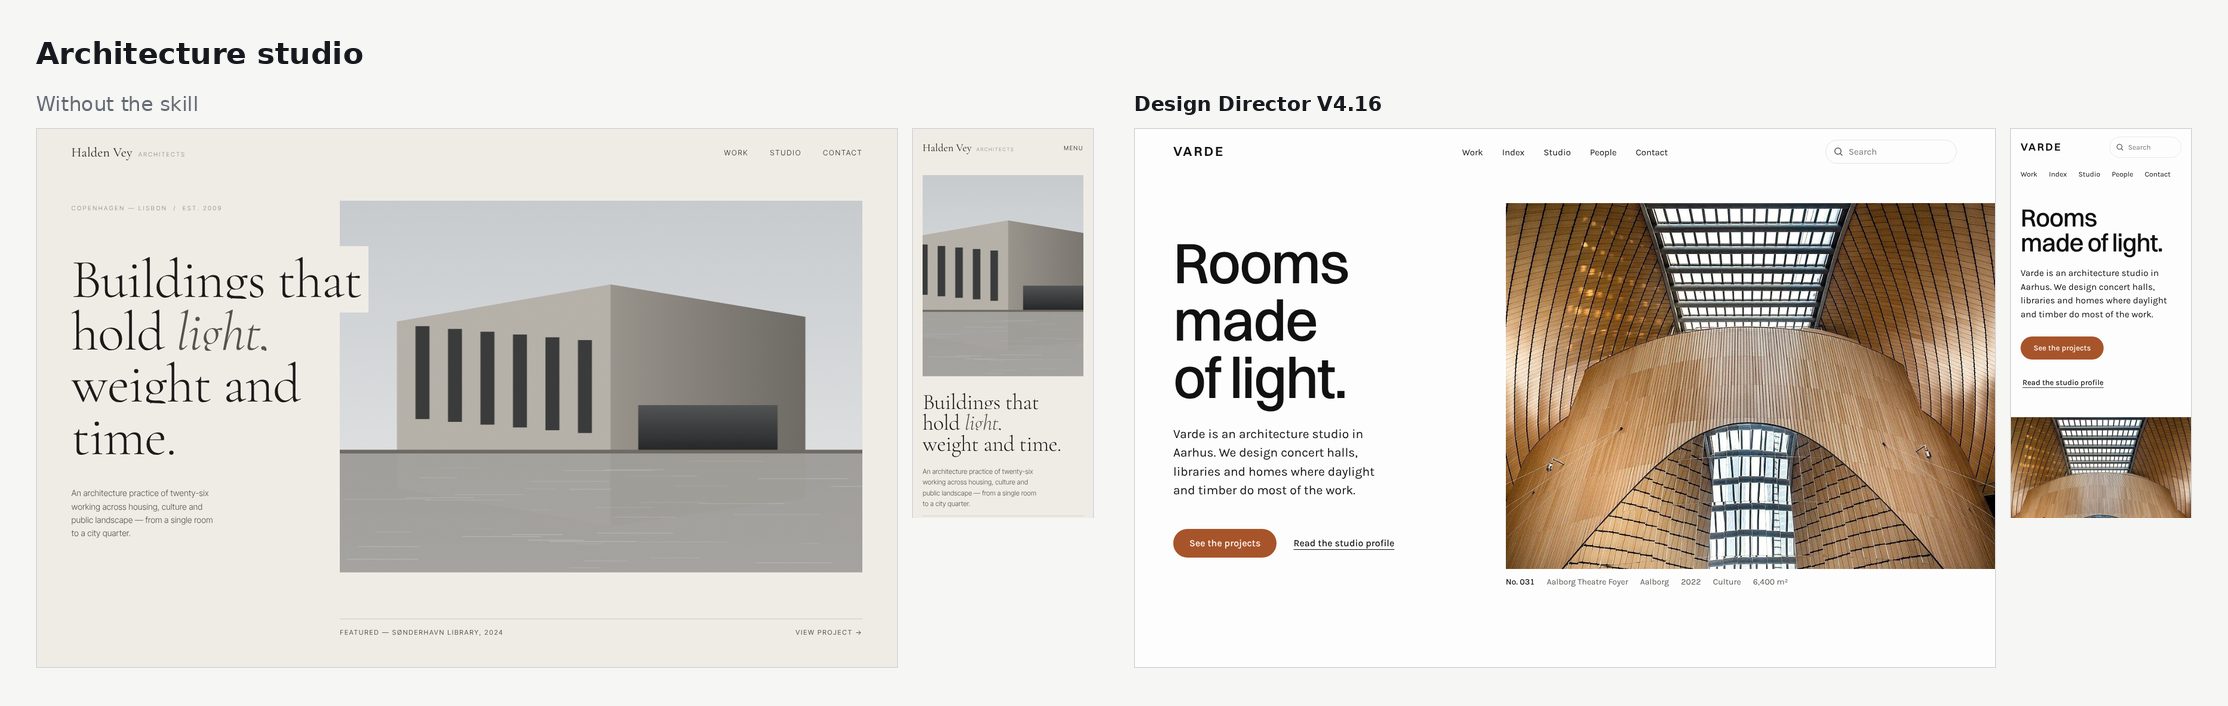 Architecture studio
Without the skill
Halden Vey ARCHITECTS
WORK STUDIO CONTACT
COPENHAGEN — LISBON / EST. 2009
Buildings that
hold light,
weight and
time.
An architecture practice of twenty-six
working across housing, culture and
public landscape — from a single room
to a city quarter.
FEATURED — SØNDERHAVN LIBRARY, 2024
VIEW PROJECT →
Halden Vey ARCHITECTS
MENU
Buildings that
hold light,
weight and time.
An architecture practice of twenty-six
working across housing, culture and
public landscape — from a single room
to a city quarter.
Design Director V4.16
VARDE
Work Index Studio People Contact
Search
Rooms
made
of light.
Varde is an architecture studio in
Aarhus. We design concert halls,
libraries and homes where daylight
and timber do most of the work.
See the projects
Read the studio profile
No. 031 Aalborg Theatre Foyer Aalborg 2022 Culture 6,400 m²
VARDE
Search
Work Index Studio People Contact
Rooms
made of light.
Varde is an architecture studio in
Aarhus. We design concert halls,
libraries and homes where daylight
and timber do most of the work.
See the projects
Read the studio profile